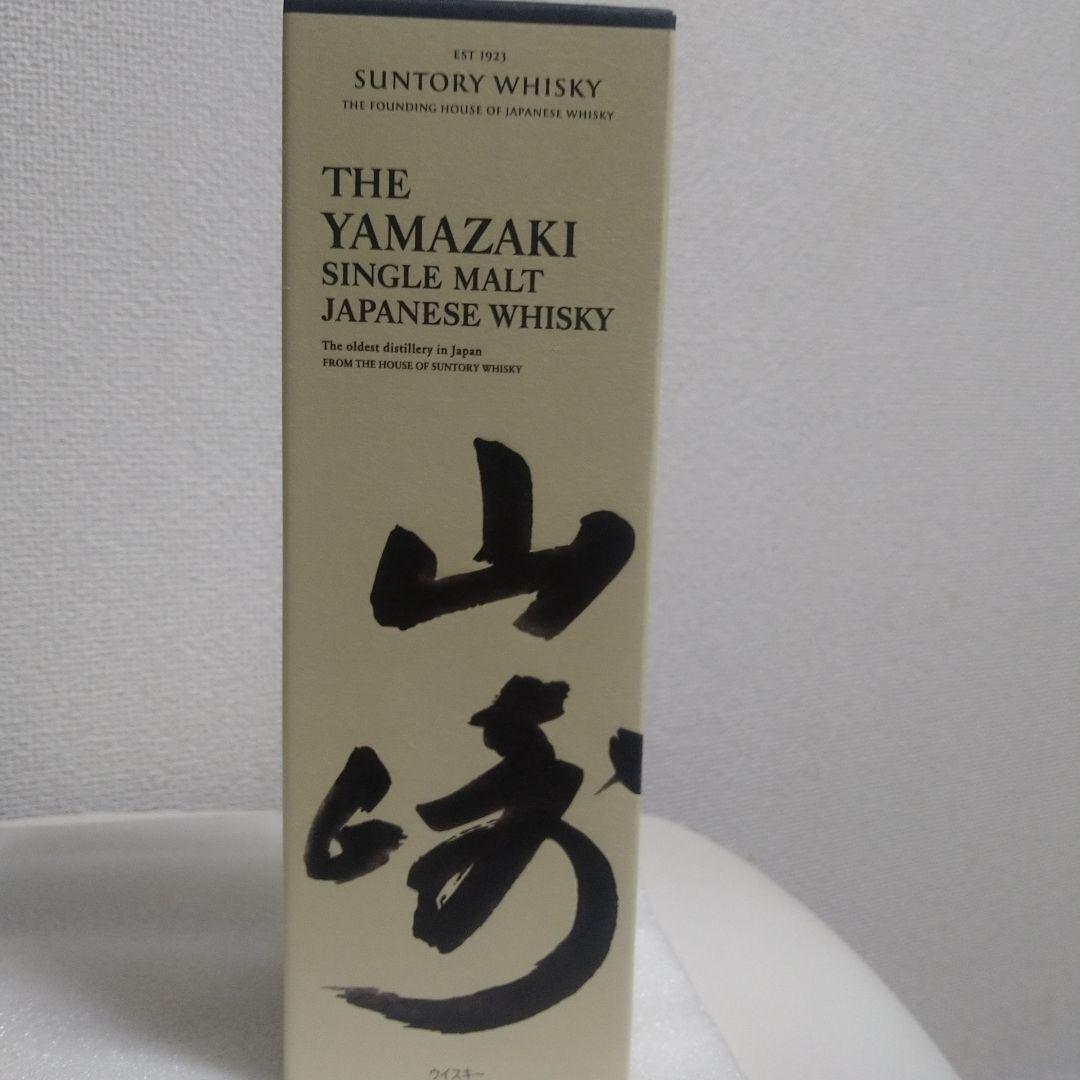 EST 1923
SUNTORY WHISKY
THE FOUNDING HOUSE OF JAPANESE WHISKY
THE
YAMAZAKI
SINGLE MALT
JAPANESE WHISKY
The oldest distillery in Japan
FROM THE HOUSE OF SUNTORY WHISKY
山
崎
ウイスキー